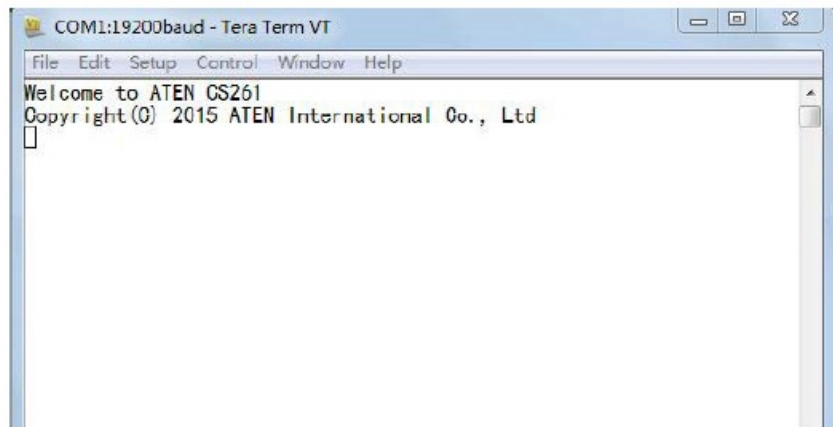 COM1:19200baud - Tera Term VT
File Edit Setup Control Window Help
Welcome to ATEN CS261
Copyright(C) 2015 ATEN International Co., Ltd